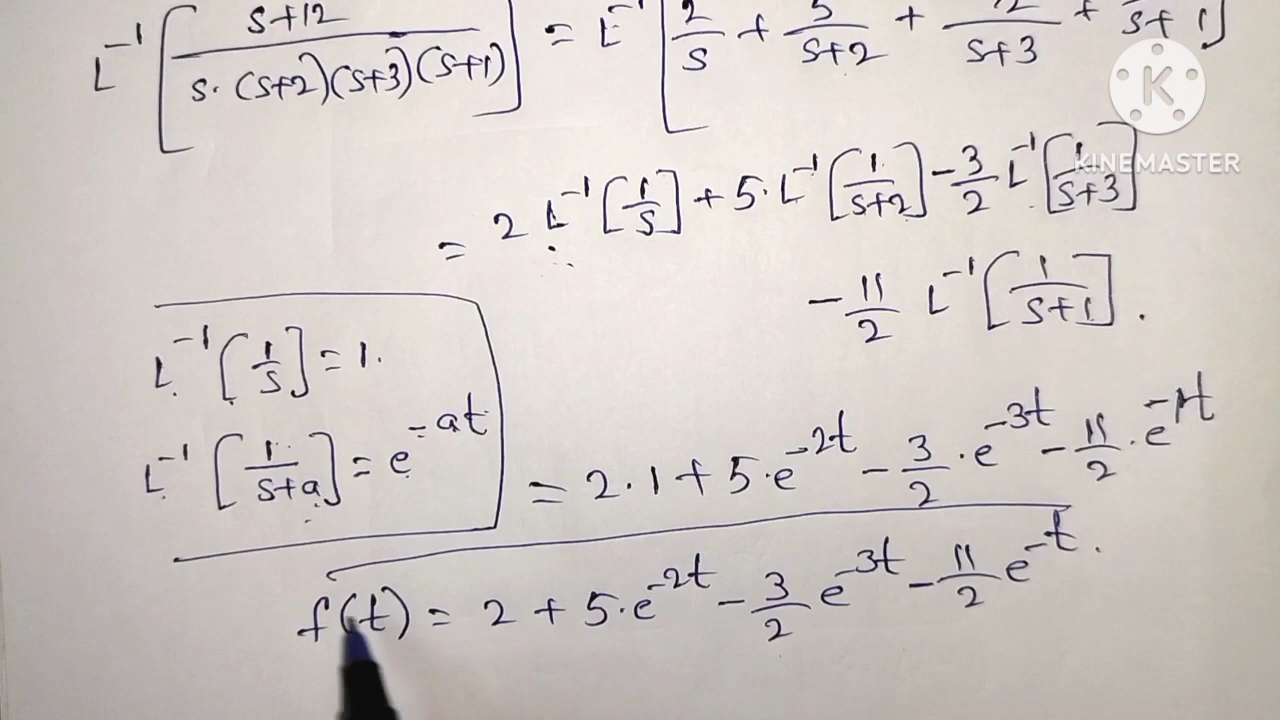 L⁻¹ [ s+12 / s·(s+2)(s+3)(s+1) ] = L⁻¹ [ 2/s + 5/s+2 + /s+3 + /s+1 ]
= 2 L⁻¹ [1/s] + 5·L⁻¹ [1/s+2] − 3/2 L⁻¹ [1/s+3]
− 11/2 L⁻¹ [1/s+1].
L⁻¹ [1/s] = 1.
L⁻¹ [1/s+a] = e^-at
= 2·1 + 5·e^-2t − 3/2·e^-3t − 11/2·e^-1t
f(t) = 2 + 5·e^-2t − 3/2 e^-3t − 11/2 e^-t.
K
KINEMASTER